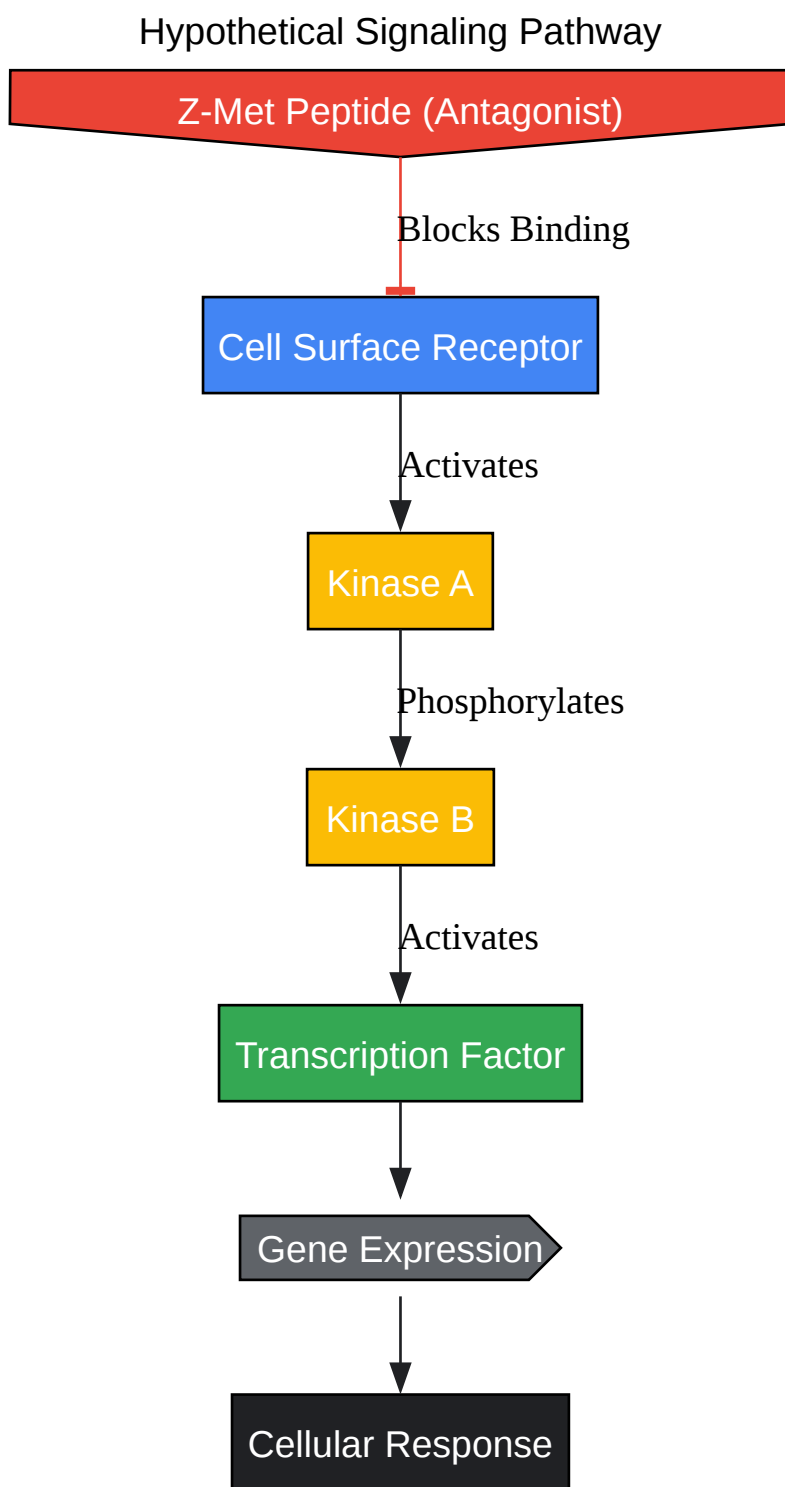 Hypothetical Signaling Pathway
Z-Met Peptide (Antagonist)
Blocks Binding
Cell Surface Receptor
Activates
Kinase A
Phosphorylates
Kinase B
Activates
Transcription Factor
Gene Expression
Cellular Response